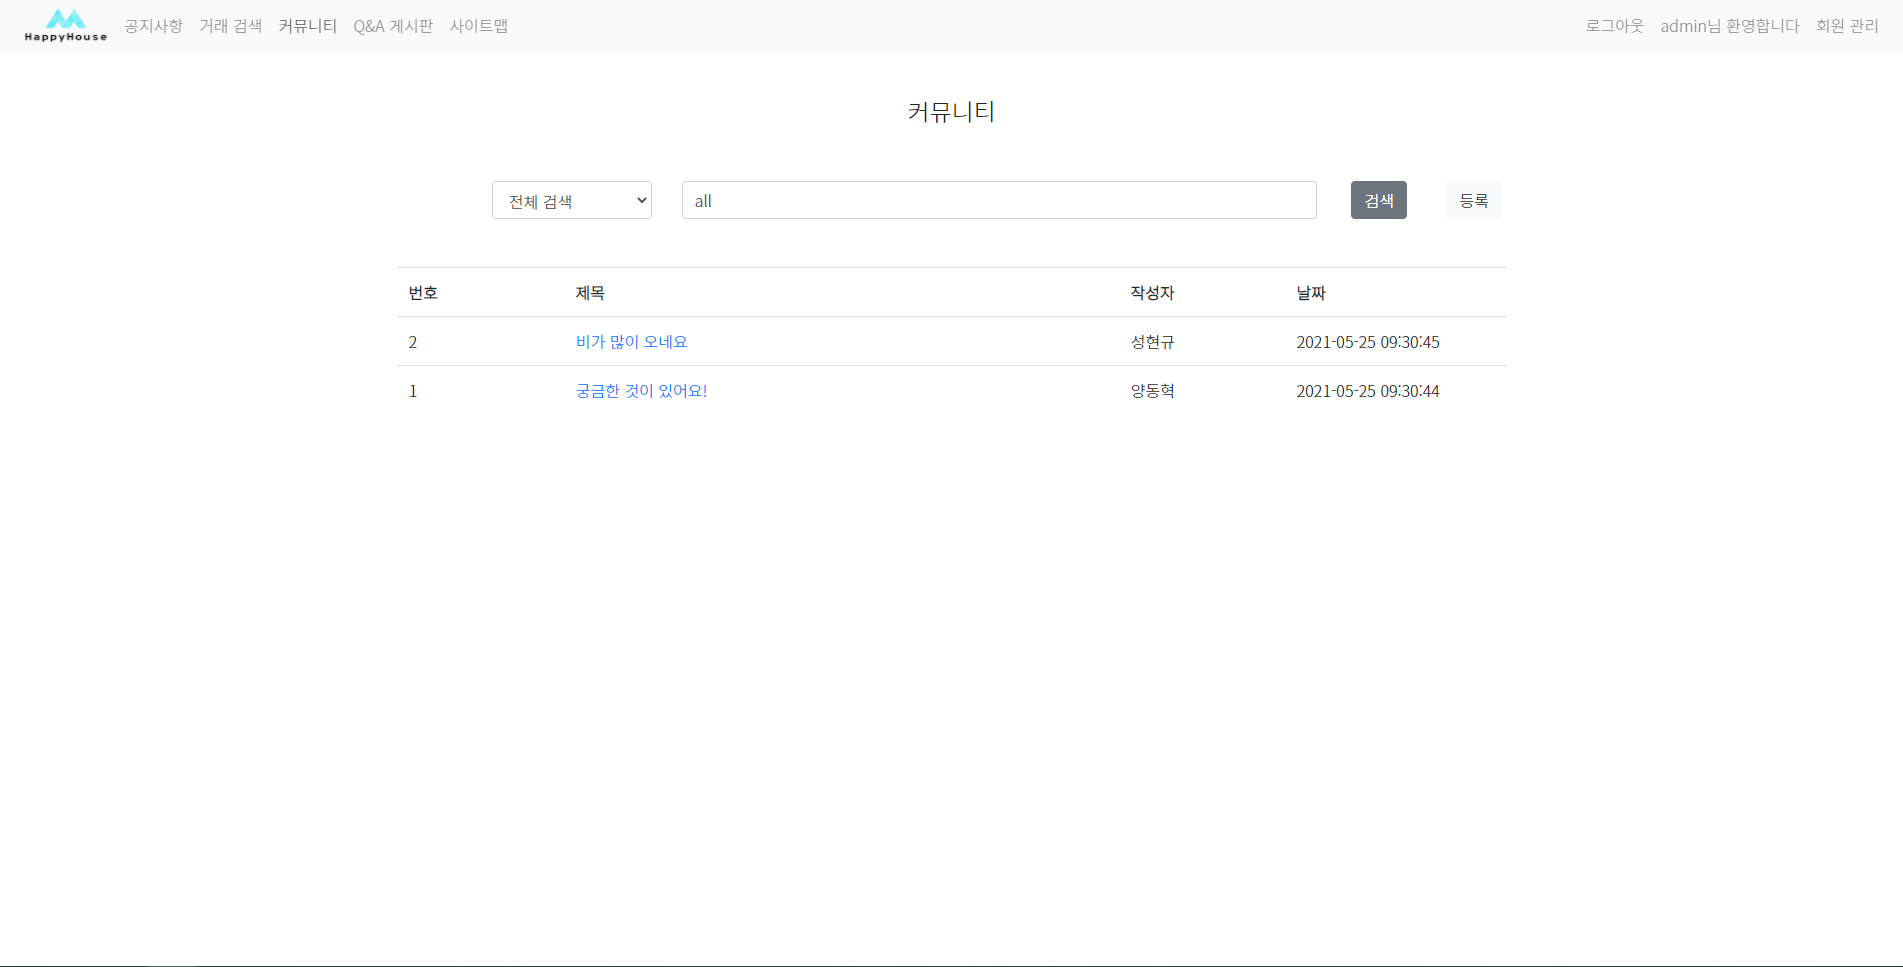 HappyHouse 공지사항 거래 검색 커뮤니티 Q&A 게시판 사이트맵 로그아웃 admin님 환영합니다 회원 관리
커뮤니티
전체 검색 all 검색 등록
번호 제목 작성자 날짜
2 비가 많이 오네요 성현규 2021-05-25 09:30:45
1 궁금한 것이 있어요! 양동혁 2021-05-25 09:30:44